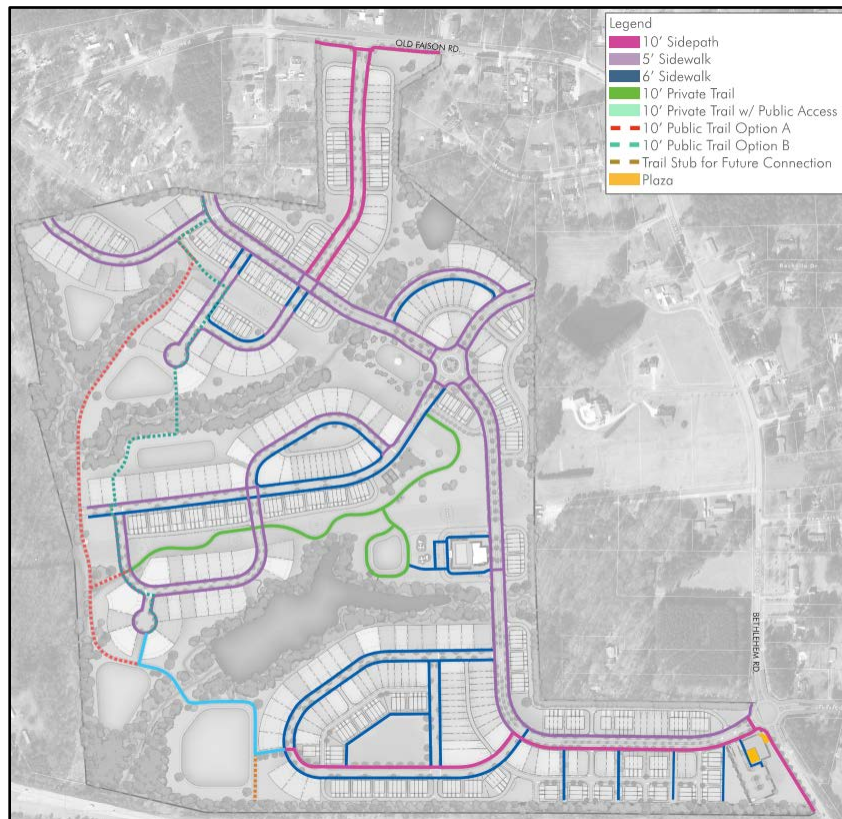 Legend
10' Sidepath
5' Sidewalk
6' Sidewalk
10' Private Trail
10' Private Trail w/ Public Access
10' Public Trail Option A
10' Public Trail Option B
Trail Stub for Future Connection
Plaza
OLD FAISON RD.
BETHLEHEM RD.